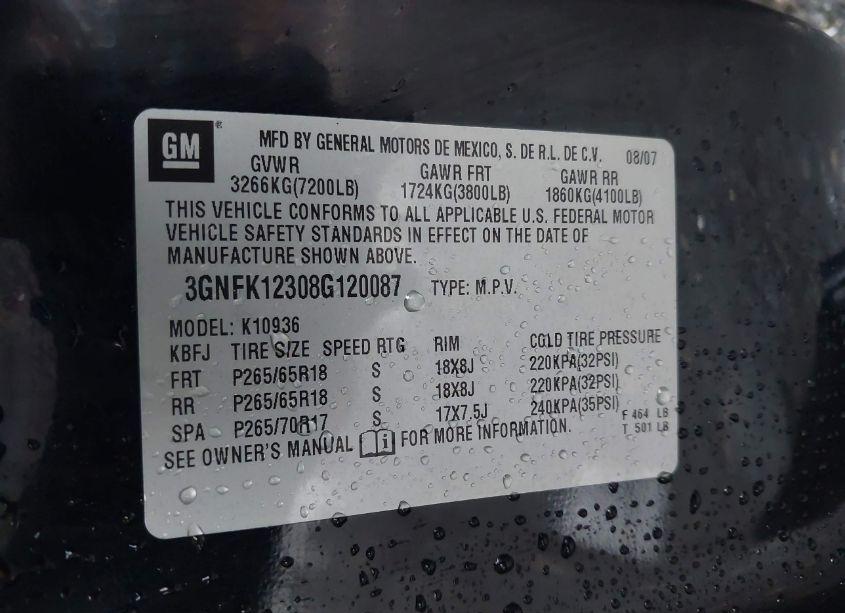 GM ®
MFD BY GENERAL MOTORS DE MEXICO, S. DE R.L. DE C.V. 08/07
GVWR GAWR FRT GAWR RR
3266KG(7200LB) 1724KG(3800LB) 1860KG(4100LB)
THIS VEHICLE CONFORMS TO ALL APPLICABLE U.S. FEDERAL MOTOR
VEHICLE SAFETY STANDARDS IN EFFECT ON THE DATE OF
MANUFACTURE SHOWN ABOVE.
3GNFK12308G120087 TYPE: M.P.V.
MODEL: K10936
KBFJ TIRE SIZE SPEED RTG RIM COLD TIRE PRESSURE
FRT P265/65R18 S 18X8J 220KPA(32PSI)
RR P265/65R18 S 18X8J 220KPA(32PSI)
SPA P265/70R17 S 17X7.5J 240KPA(35PSI)
F 464 LB
SEE OWNER'S MANUAL i FOR MORE INFORMATION. T 501 LB